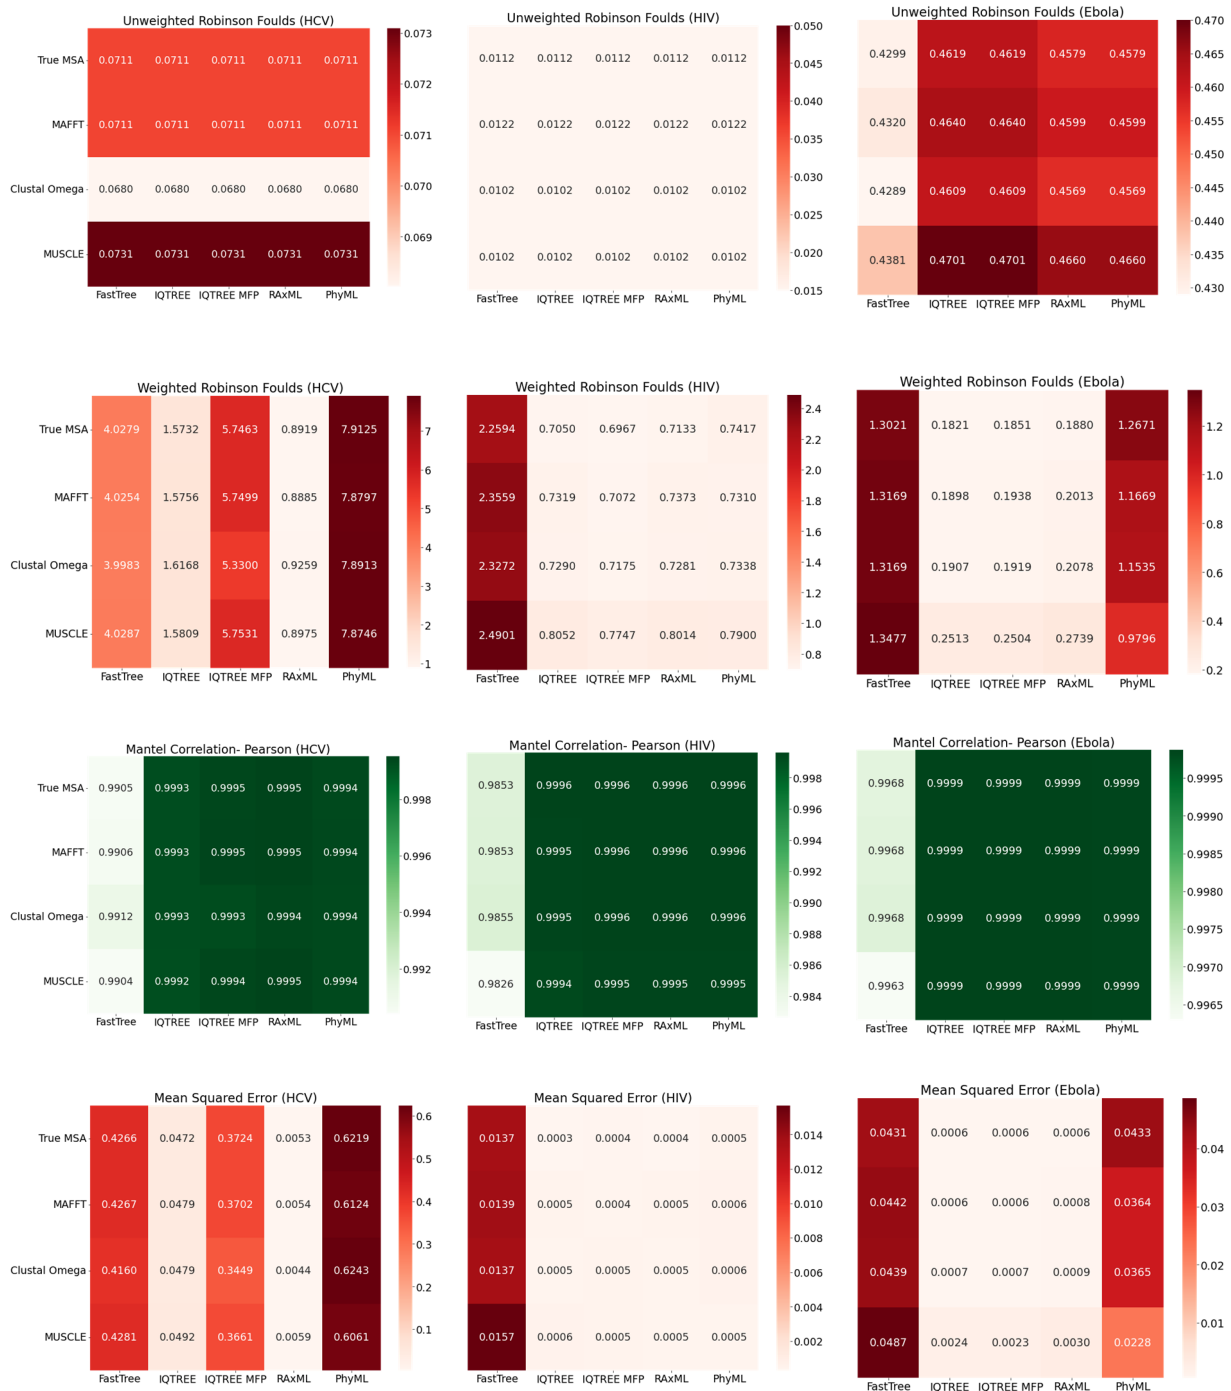 Unweighted Robinson Foulds (HCV)
True MSA 0.0711 0.0711 0.0711 0.0711 0.0711
MAFFT 0.0711 0.0711 0.0711 0.0711 0.0711
Clustal Omega 0.0680 0.0680 0.0680 0.0680 0.0680
MUSCLE 0.0731 0.0731 0.0731 0.0731 0.0731
FastTree IQTREE IQTREE MFP RAxML PhyML
0.073
0.072
0.071
0.070
0.069
Unweighted Robinson Foulds (HIV)
0.0112 0.0112 0.0112 0.0112 0.0112
0.0122 0.0122 0.0122 0.0122 0.0122
0.0102 0.0102 0.0102 0.0102 0.0102
0.0102 0.0102 0.0102 0.0102 0.0102
FastTree IQTREE IQTREE MFP RAxML PhyML
0.050
0.045
0.040
0.035
0.030
0.025
0.020
0.015
Unweighted Robinson Foulds (Ebola)
0.4299 0.4619 0.4619 0.4579 0.4579
0.4320 0.4640 0.4640 0.4599 0.4599
0.4289 0.4609 0.4609 0.4569 0.4569
0.4381 0.4701 0.4701 0.4660 0.4660
FastTree IQTREE IQTREE MFP RAxML PhyML
0.470
0.465
0.460
0.455
0.450
0.445
0.440
0.435
0.430
Weighted Robinson Foulds (HCV)
True MSA 4.0279 1.5732 5.7463 0.8919 7.9125
MAFFT 4.0254 1.5756 5.7499 0.8885 7.8797
Clustal Omega 3.9983 1.6168 5.3300 0.9259 7.8913
MUSCLE 4.0287 1.5809 5.7531 0.8975 7.8746
FastTree IQTREE IQTREE MFP RAxML PhyML
7
6
5
4
3
2
1
Weighted Robinson Foulds (HIV)
2.2594 0.7050 0.6967 0.7133 0.7417
2.3559 0.7319 0.7072 0.7373 0.7310
2.3272 0.7290 0.7175 0.7281 0.7338
2.4901 0.8052 0.7747 0.8014 0.7900
FastTree IQTREE IQTREE MFP RAxML PhyML
2.4
2.2
2.0
1.8
1.6
1.4
1.2
1.0
0.8
Weighted Robinson Foulds (Ebola)
1.3021 0.1821 0.1851 0.1880 1.2671
1.3169 0.1898 0.1938 0.2013 1.1669
1.3169 0.1907 0.1919 0.2078 1.1535
1.3477 0.2513 0.2504 0.2739 0.9796
FastTree IQTREE IQTREE MFP RAxML PhyML
1.2
1.0
0.8
0.6
0.4
0.2
Mantel Correlation- Pearson (HCV)
True MSA 0.9905 0.9993 0.9995 0.9995 0.9994
MAFFT 0.9906 0.9993 0.9995 0.9995 0.9994
Clustal Omega 0.9912 0.9993 0.9993 0.9994 0.9994
MUSCLE 0.9904 0.9992 0.9994 0.9995 0.9994
FastTree IQTREE IQTREE MFP RAxML PhyML
0.998
0.996
0.994
0.992
Mantel Correlation- Pearson (HIV)
0.9853 0.9996 0.9996 0.9996 0.9996
0.9853 0.9995 0.9996 0.9996 0.9996
0.9855 0.9995 0.9996 0.9996 0.9996
0.9826 0.9994 0.9995 0.9995 0.9995
FastTree IQTREE IQTREE MFP RAxML PhyML
0.998
0.996
0.994
0.992
0.990
0.988
0.986
0.984
Mantel Correlation- Pearson (Ebola)
0.9968 0.9999 0.9999 0.9999 0.9999
0.9968 0.9999 0.9999 0.9999 0.9999
0.9968 0.9999 0.9999 0.9999 0.9999
0.9963 0.9999 0.9999 0.9999 0.9999
FastTree IQTREE IQTREE MFP RAxML PhyML
0.9995
0.9990
0.9985
0.9980
0.9975
0.9970
0.9965
Mean Squared Error (HCV)
True MSA 0.4266 0.0472 0.3724 0.0053 0.6219
MAFFT 0.4267 0.0479 0.3702 0.0054 0.6124
Clustal Omega 0.4160 0.0479 0.3449 0.0044 0.6243
MUSCLE 0.4281 0.0492 0.3661 0.0059 0.6061
FastTree IQTREE IQTREE MFP RAxML PhyML
0.6
0.5
0.4
0.3
0.2
0.1
Mean Squared Error (HIV)
0.0137 0.0003 0.0004 0.0004 0.0005
0.0139 0.0005 0.0004 0.0005 0.0006
0.0137 0.0005 0.0005 0.0005 0.0006
0.0157 0.0006 0.0005 0.0005 0.0005
FastTree IQTREE IQTREE MFP RAxML PhyML
0.014
0.012
0.010
0.008
0.006
0.004
0.002
Mean Squared Error (Ebola)
0.0431 0.0006 0.0006 0.0006 0.0433
0.0442 0.0006 0.0006 0.0008 0.0364
0.0439 0.0007 0.0007 0.0009 0.0365
0.0487 0.0024 0.0023 0.0030 0.0228
FastTree IQTREE IQTREE MFP RAxML PhyML
0.04
0.03
0.02
0.01